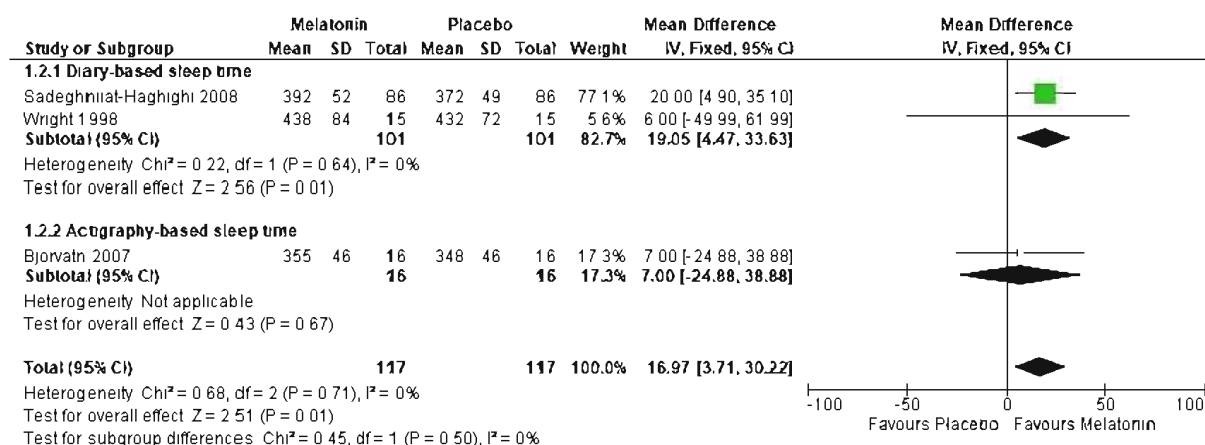 Melatonin Placebo Mean Difference Mean Difference
Study or Subgroup Mean SD Total Mean SD Total Weight IV, Fixed, 95% CI IV, Fixed, 95% CI
1.2.1 Diary-based sleep time
Sadeghniiat-Haghighi 2008 392 52 86 372 49 86 77 1% 20 00 [4 90, 35 10]
Wright 1998 438 84 15 432 72 15 5 6% 6 00 [-49 99, 61 99]
Subtotal (95% CI) 101 101 82.7% 19.05 [4.47, 33.63]
Heterogeneity Chi² = 0 22, df = 1 (P = 0 64), I² = 0%
Test for overall effect Z = 2 56 (P = 0 01)
1.2.2 Actigraphy-based sleep time
Bjorvatn 2007 355 46 16 348 46 16 17 3% 7 00 [-24 88, 38 88]
Subtotal (95% CI) 16 16 17.3% 7.00 [-24.88, 38.88]
Heterogeneity Not applicable
Test for overall effect Z = 0 43 (P = 0 67)
Total (95% CI) 117 117 100.0% 16.97 [3.71, 30.22]
Heterogeneity Chi² = 0 68, df = 2 (P = 0 71), I² = 0%
Test for overall effect Z = 2 51 (P = 0 01)
Test for subgroup differences Chi² = 0 45, df = 1 (P = 0 50), I² = 0%
-100 -50 0 50 100
Favours Placebo Favours Melatonin